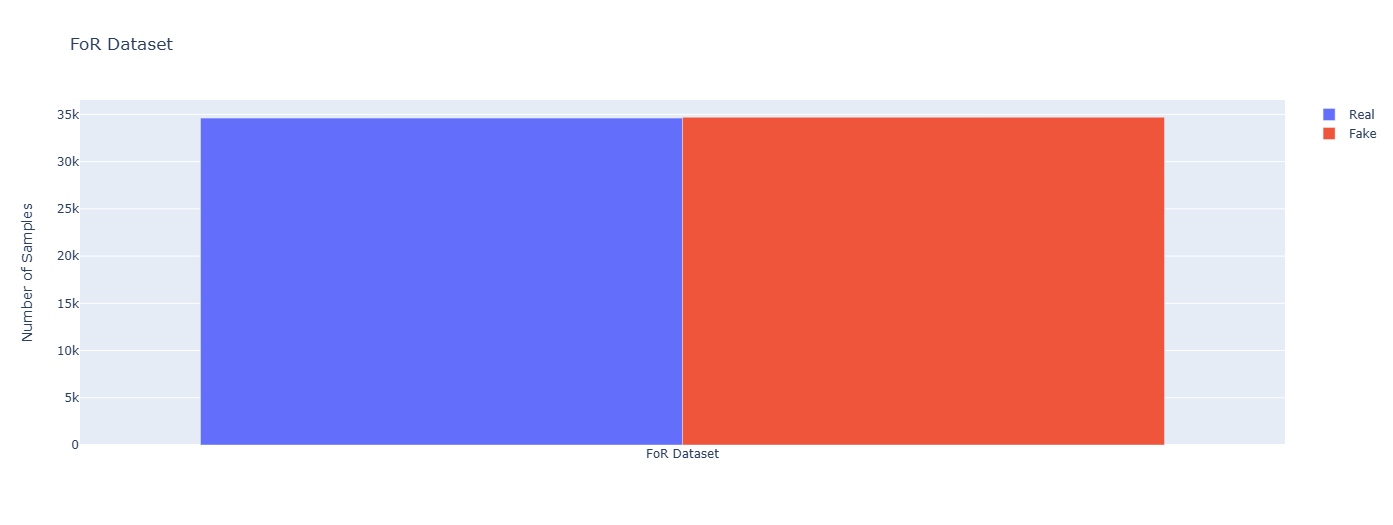 FoR Dataset
35k
30k
25k
20k
15k
10k
5k
0
Number of Samples
FoR Dataset
Real
Fake